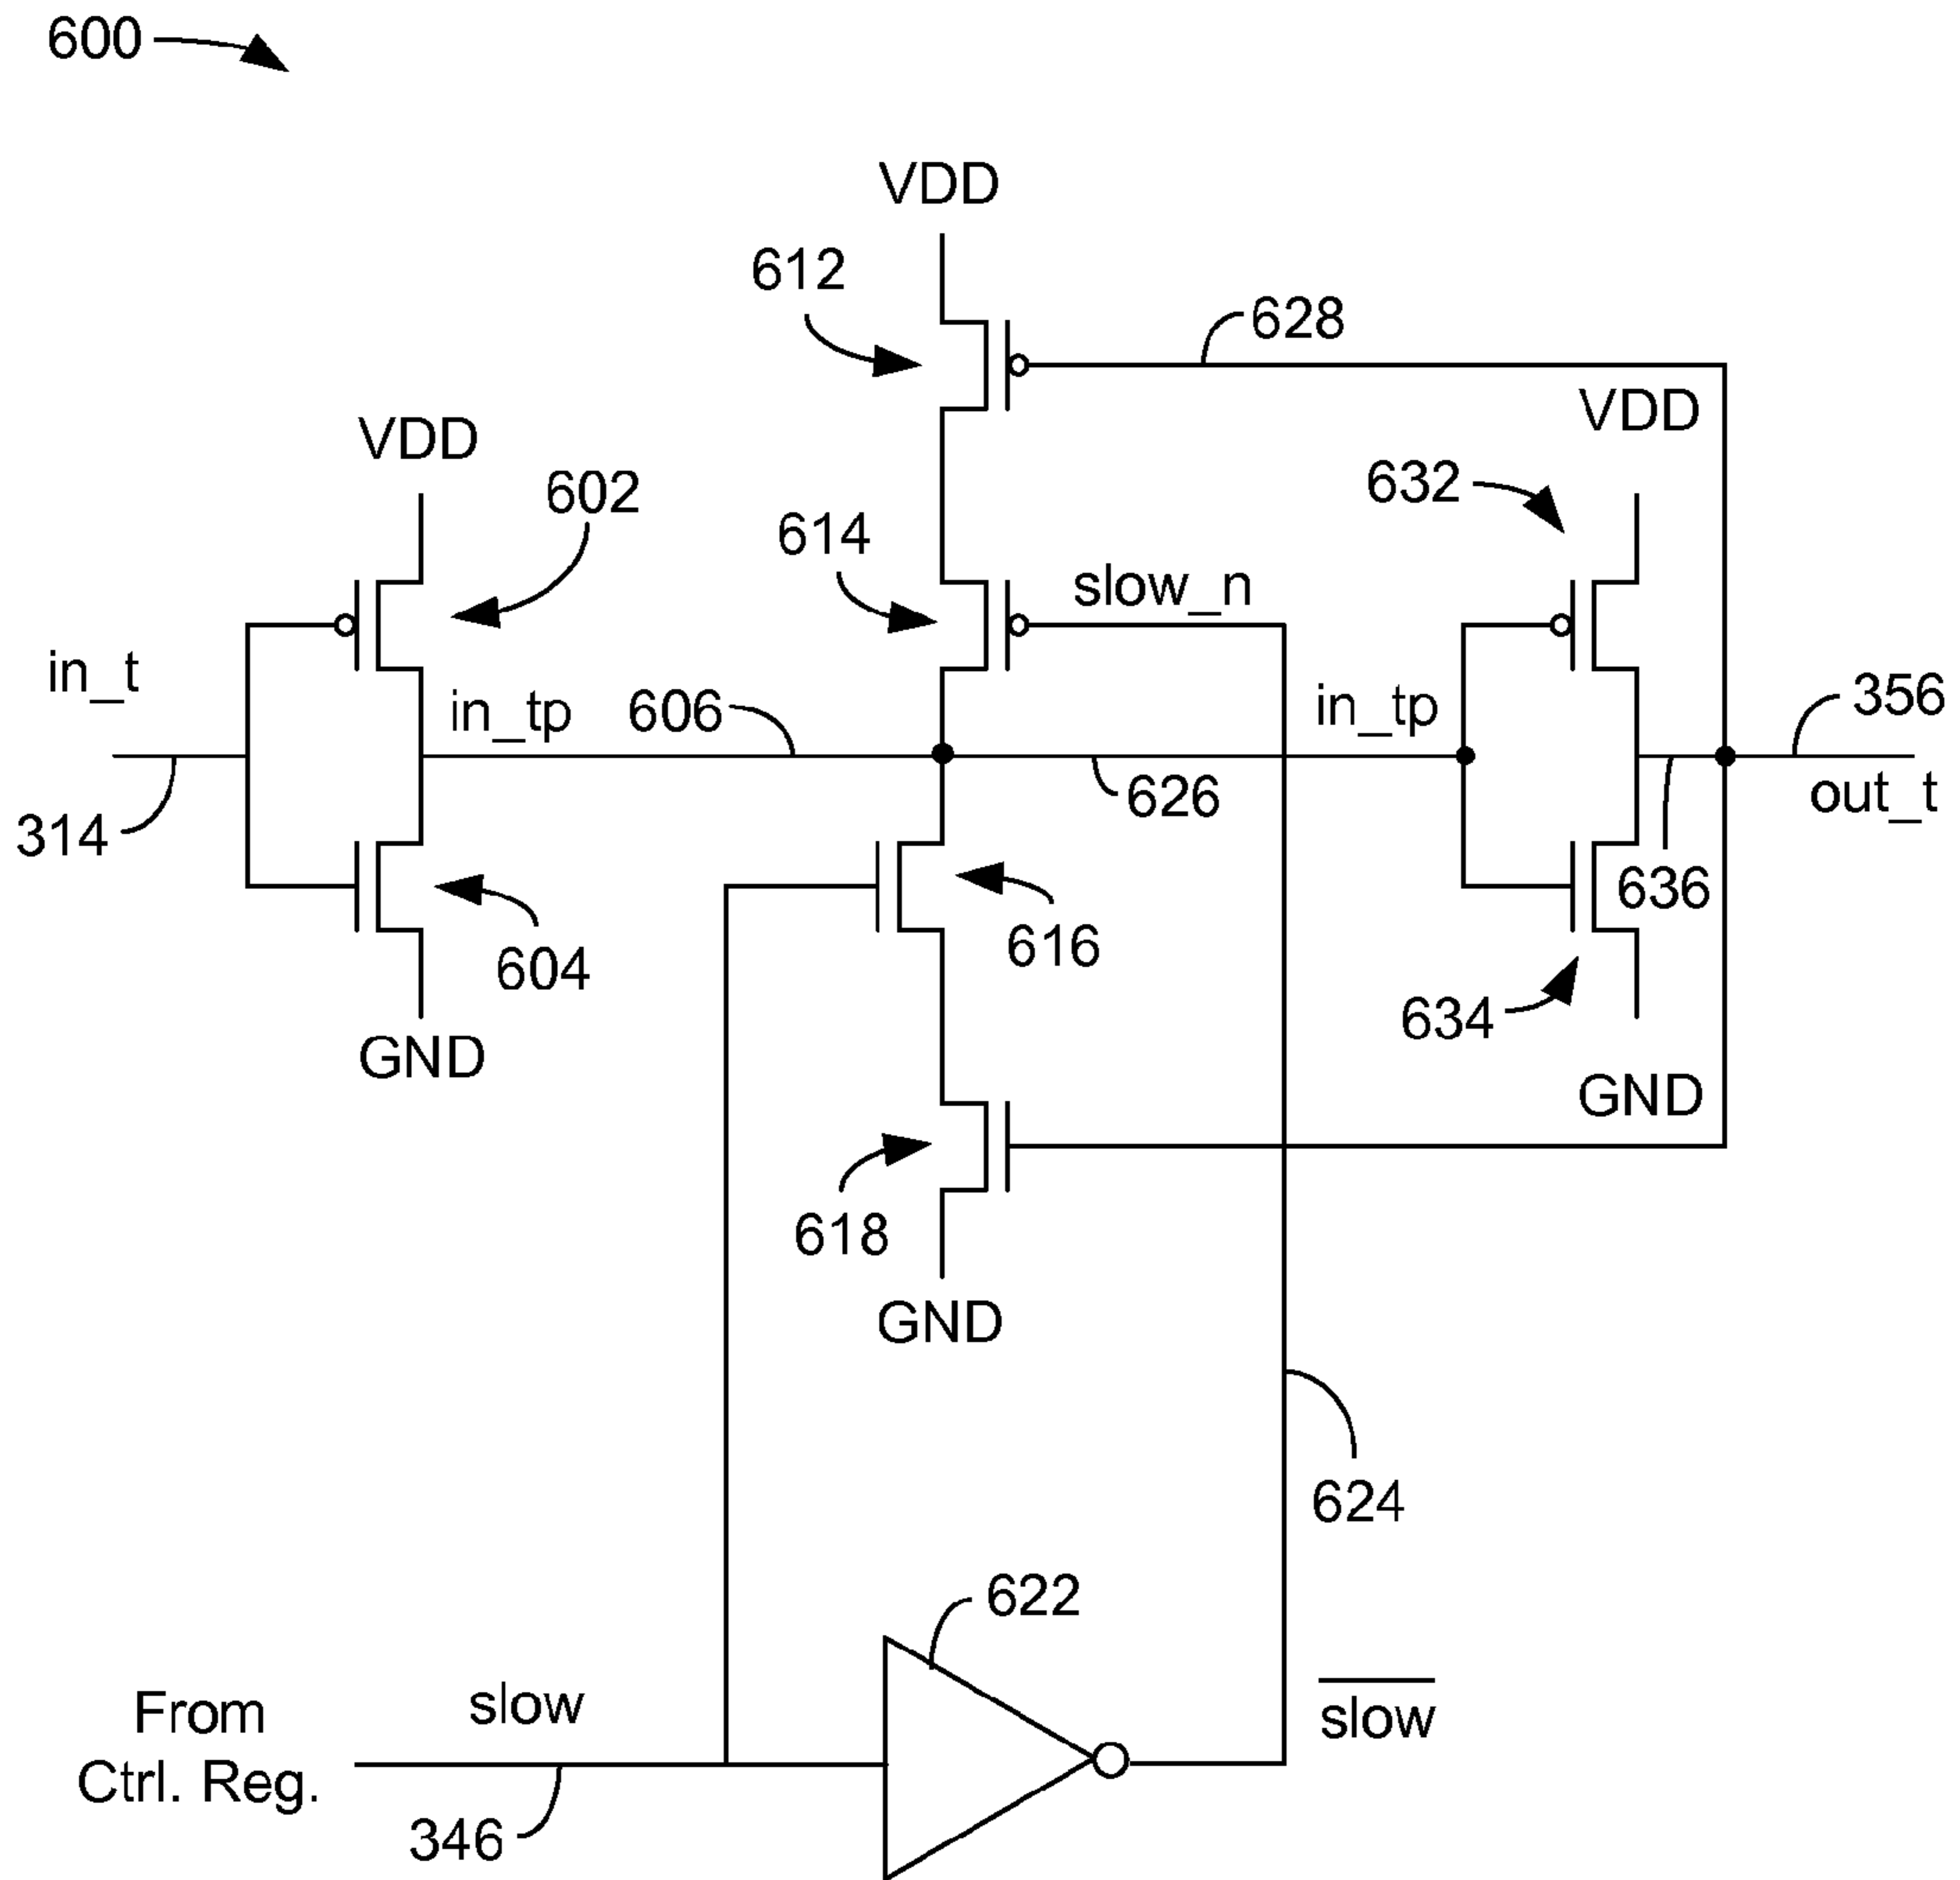 600
VDD
612
628
VDD
VDD
602
632
614
slow_n
in_t
in_tp
606
in_tp
356
314
626
out_t
604
616
636
634
GND
GND
618
GND
624
622
From
Ctrl. Reg.
slow
slow
346